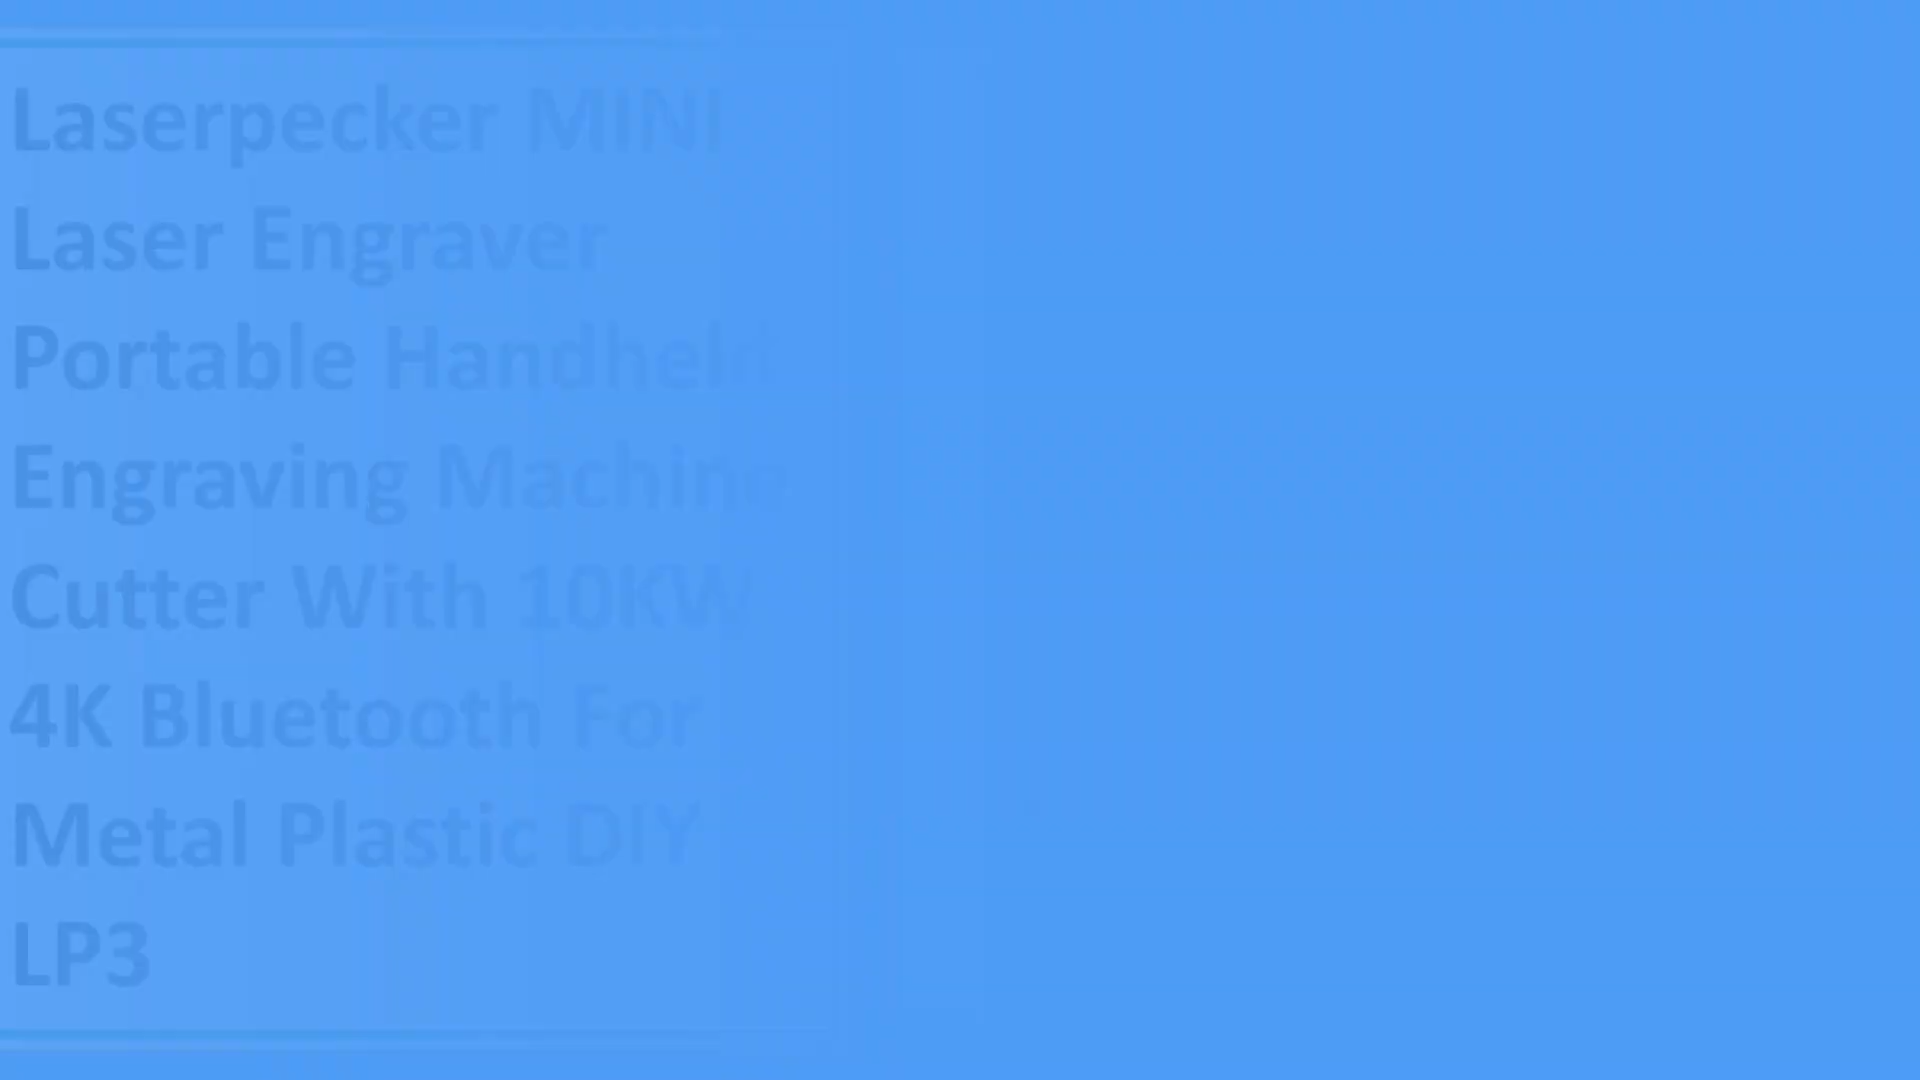 Laserpecker MINI
Laser Engraver
Portable Handheld
Engraving Machine
Cutter With 10KW
4K Bluetooth For
Metal Plastic DIY
LP3